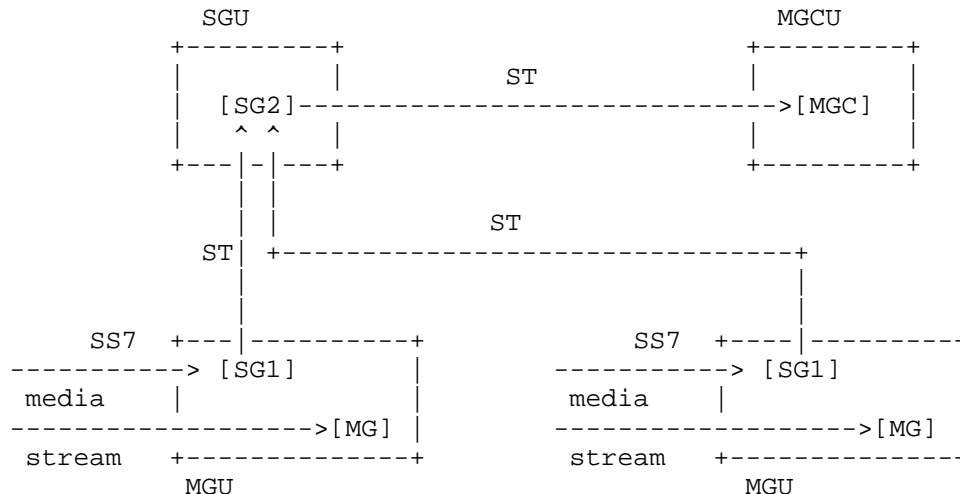 SGU MGCU
ST
[SG2] [MGC]
ST
ST
SS7 SS7
[SG1] [SG1]
media media
[MG] [MG]
stream stream
MGU MGU